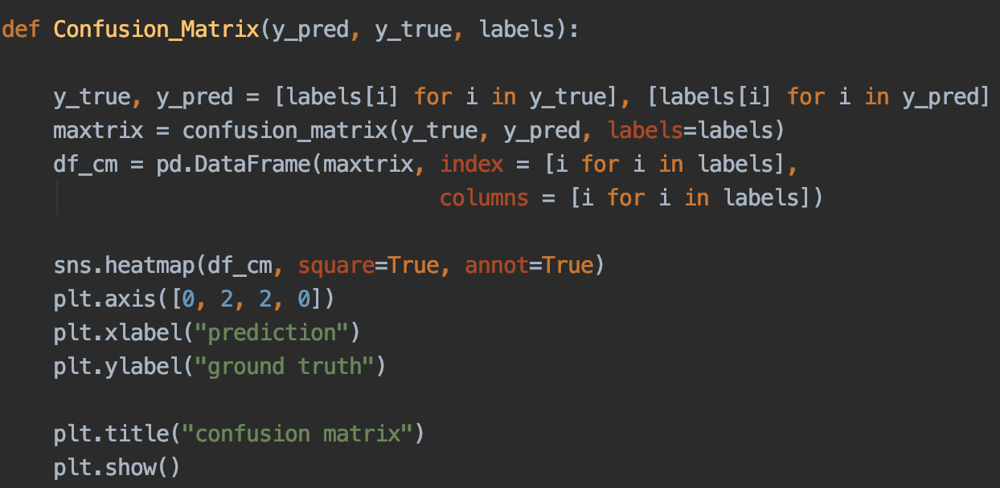 def Confusion_Matrix(y_pred, y_true, labels):
y_true, y_pred = [labels[i] for i in y_true], [labels[i] for i in y_pred]
maxtrix = confusion_matrix(y_true, y_pred, labels=labels)
df_cm = pd.DataFrame(maxtrix, index = [i for i in labels],
columns = [i for i in labels])
sns.heatmap(df_cm, square=True, annot=True)
plt.axis([0, 2, 2, 0])
plt.xlabel("prediction")
plt.ylabel("ground truth")
plt.title("confusion matrix")
plt.show()